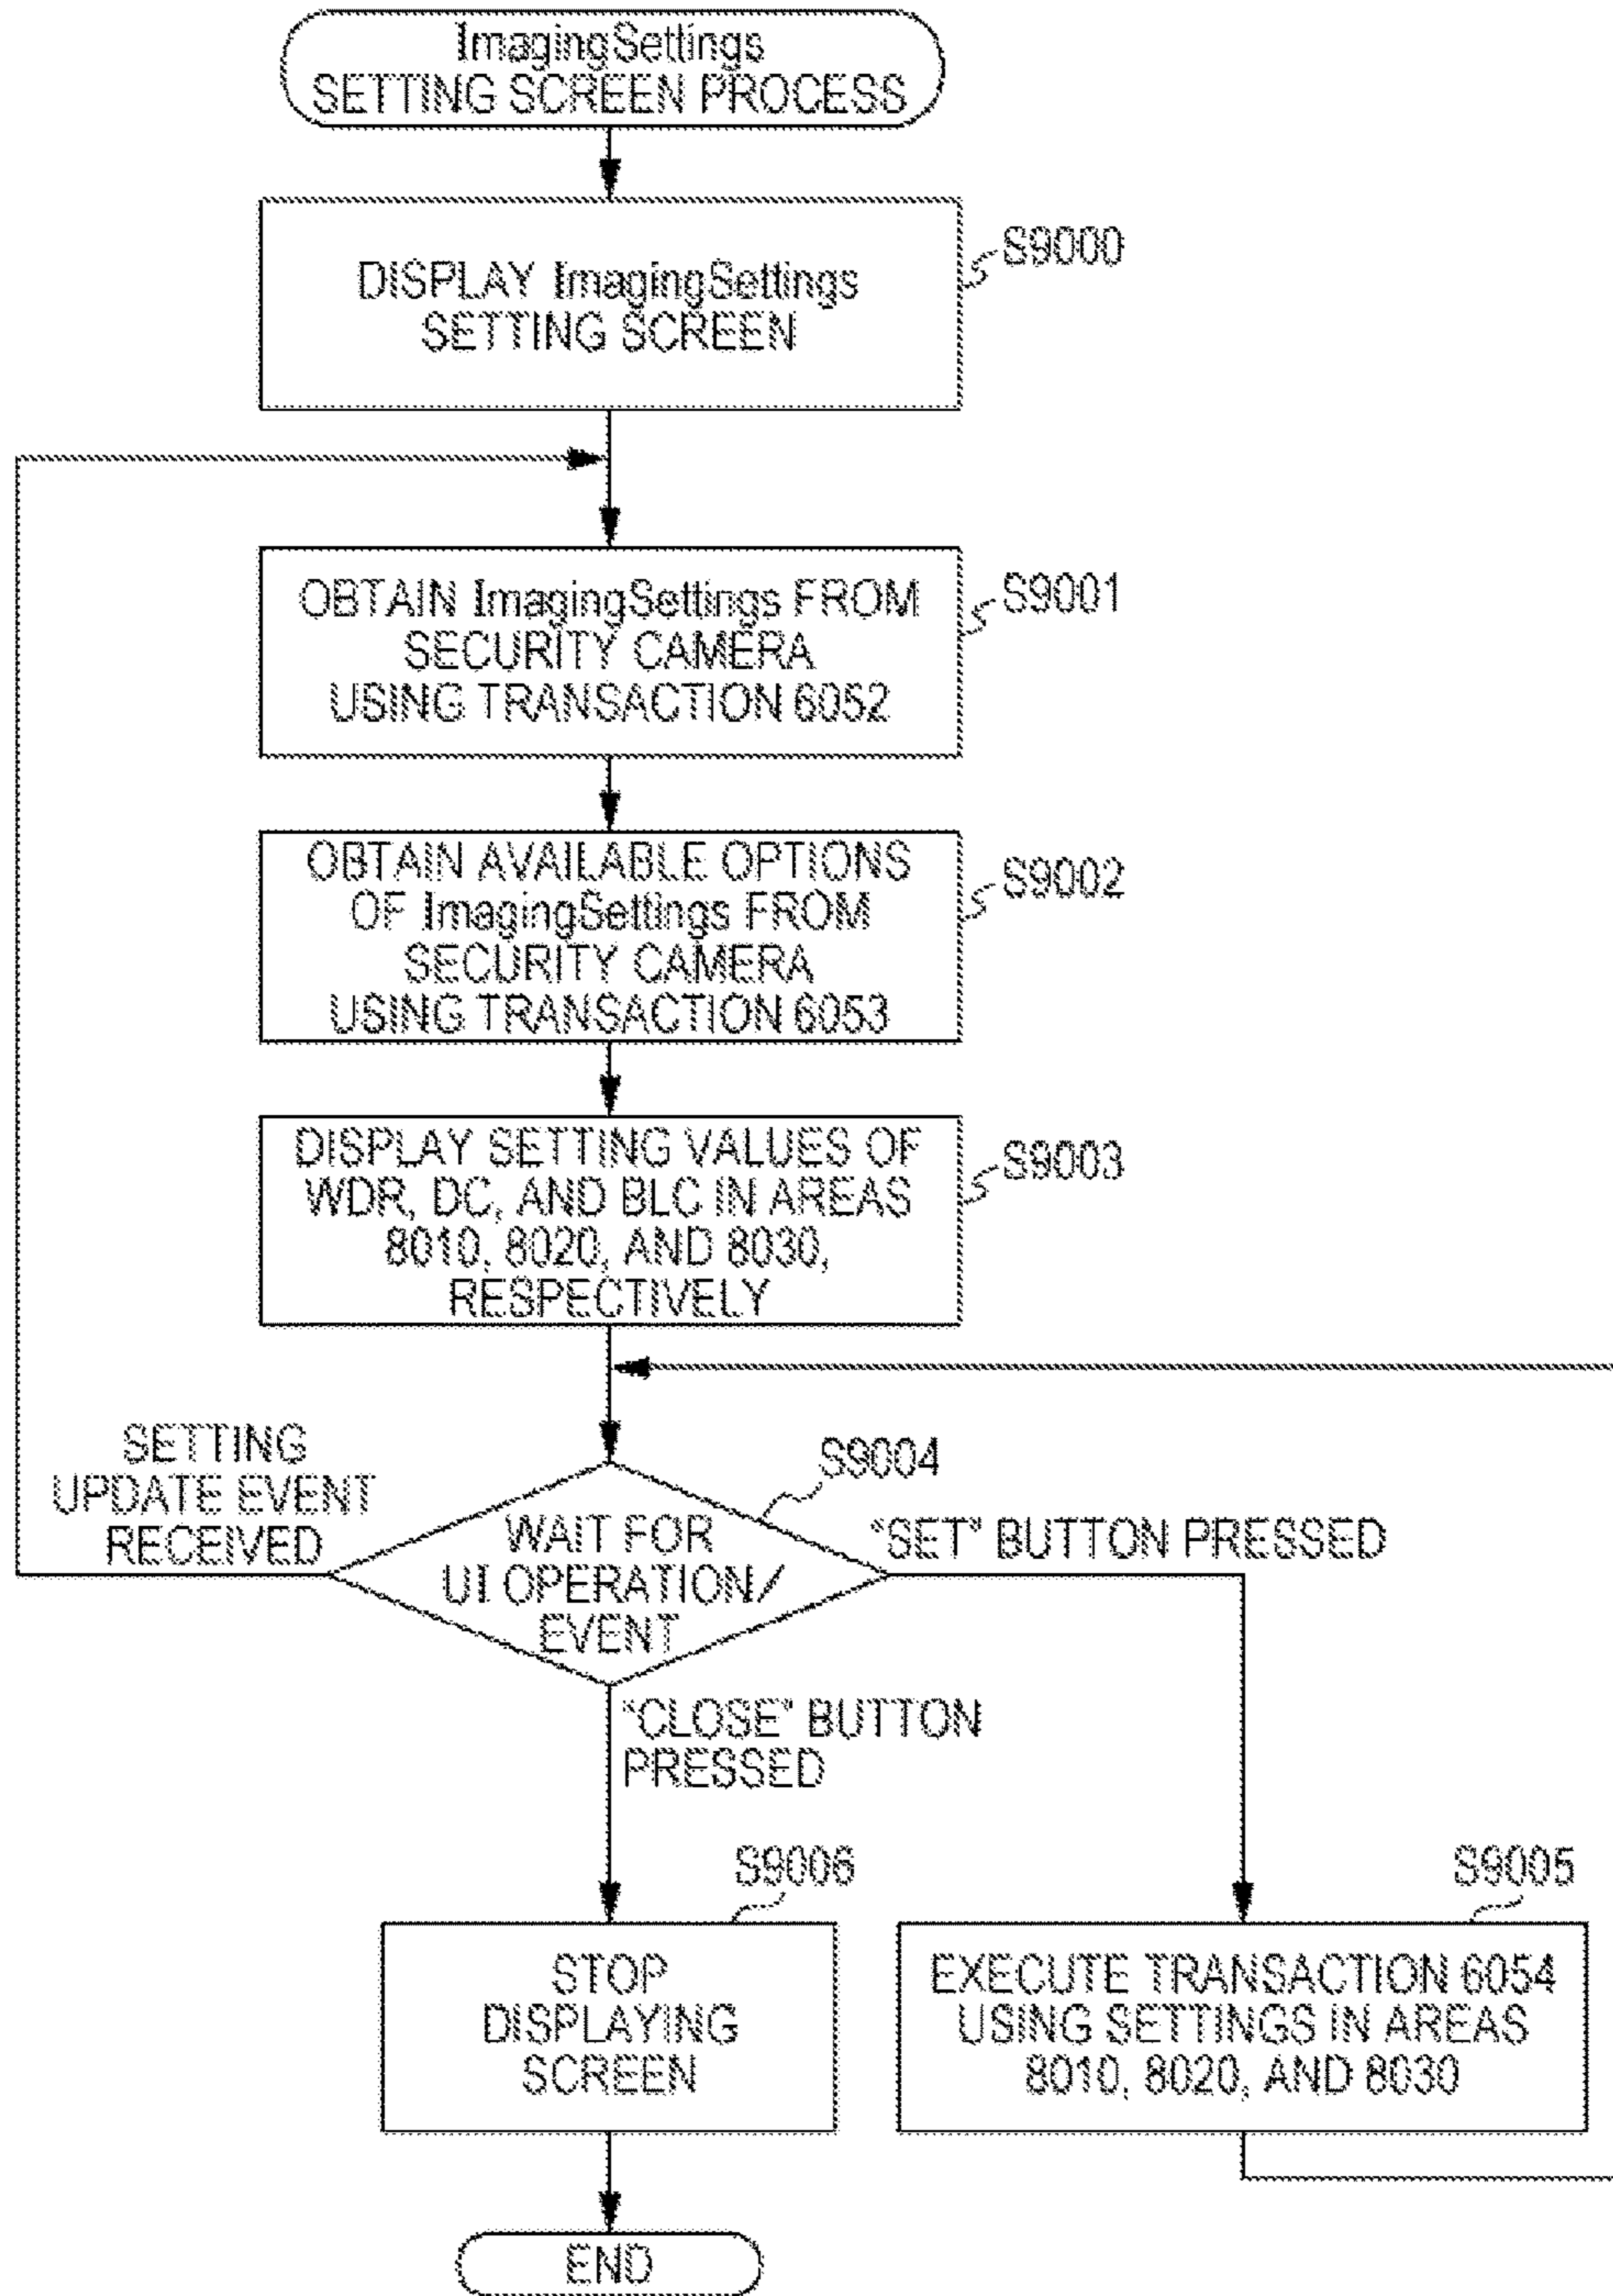 ImagingSettings
SETTING SCREEN PROCESS
DISPLAY ImagingSettings
SETTING SCREEN
S9000
OBTAIN ImagingSettings FROM
SECURITY CAMERA
USING TRANSACTION 6052
S9001
OBTAIN AVAILABLE OPTIONS
OF ImagingSettings FROM
SECURITY CAMERA
USING TRANSACTION 6053
S9002
DISPLAY SETTING VALUES OF
WDR, DC, AND BLC IN AREAS
8010, 8020, AND 8030,
RESPECTIVELY
S9003
SETTING
UPDATE EVENT
RECEIVED
S9004
WAIT FOR
UI OPERATION/
EVENT
"SET" BUTTON PRESSED
"CLOSE" BUTTON
PRESSED
S9006
STOP
DISPLAYING
SCREEN
S9005
EXECUTE TRANSACTION 6054
USING SETTINGS IN AREAS
8010, 8020, AND 8030
END